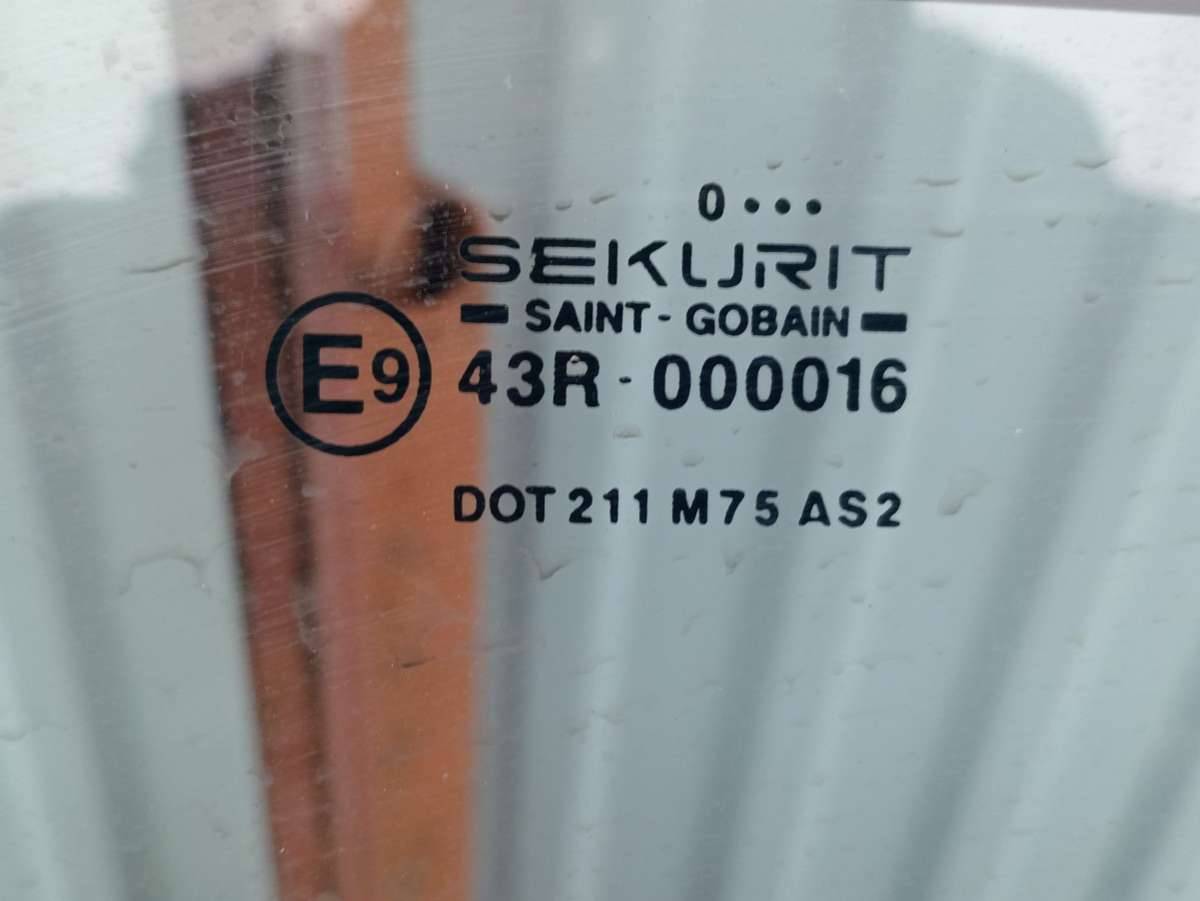 0•••
SEKURIT
SAINT-GOBAIN
E9 43R-000016
DOT 211 M75 AS2